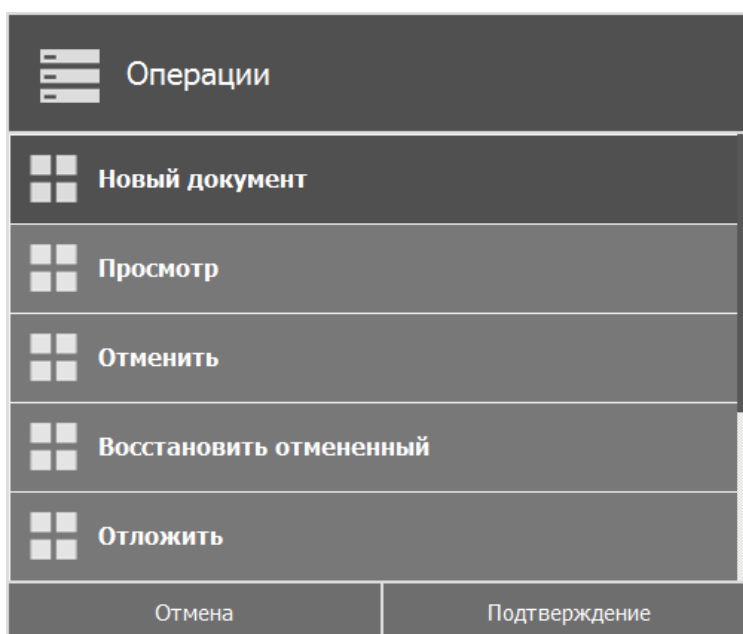 Операции
Новый документ
Просмотр
Отменить
Восстановить отмененный
Отложить
Отмена
Подтверждение